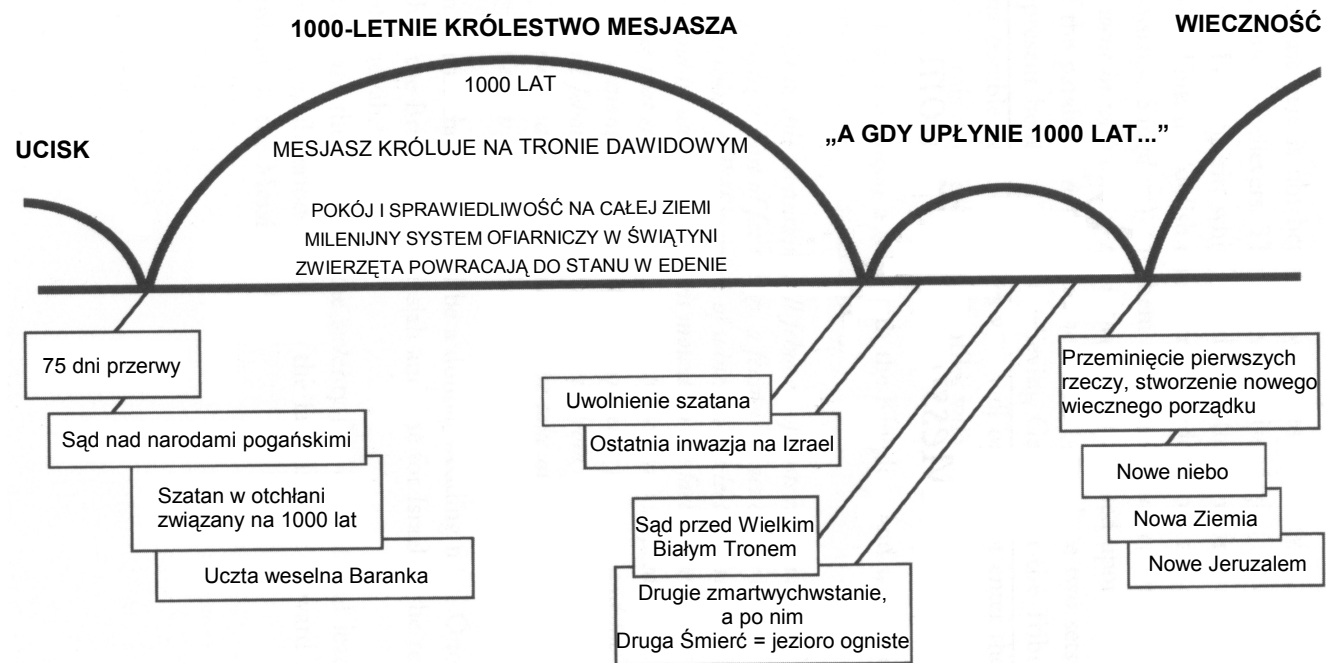 1000-LETNIE KRÓLESTWO MESJASZA
WIECZNOŚĆ
1000 LAT
„A GDY UPŁYNIE 1000 LAT...”
UCISK
MESJASZ KRÓLUJE NA TRONIE DAWIDOWYM
POKÓJ I SPRAWIEDLIWOŚĆ NA CAŁEJ ZIEMI
MILENIJNY SYSTEM OFIARNICZY W ŚWIĄTYNI
ZWIERZĘTA POWRACAJĄ DO STANU W EDENIE
75 dni przerwy
Sąd nad narodami pogańskimi
Szatan w otchłani
związany na 1000 lat
Uczta weselna Baranka
Uwolnienie szatana
Ostatnia inwazja na Izrael
Sąd przed Wielkim
Białym Tronem
Drugie zmartwychwstanie,
a po nim
Druga Śmierć = jezioro ogniste
Przeminięcie pierwszych
rzeczy, stworzenie nowego
wiecznego porządku
Nowe niebo
Nowa Ziemia
Nowe Jeruzalem